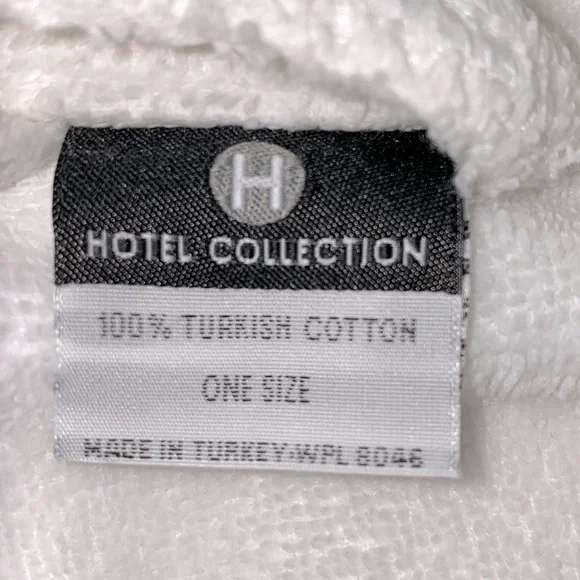 H
HOTEL COLLECTION
100% TURKISH COTTON
ONE SIZE
MADE IN TURKEY·WPL 8046